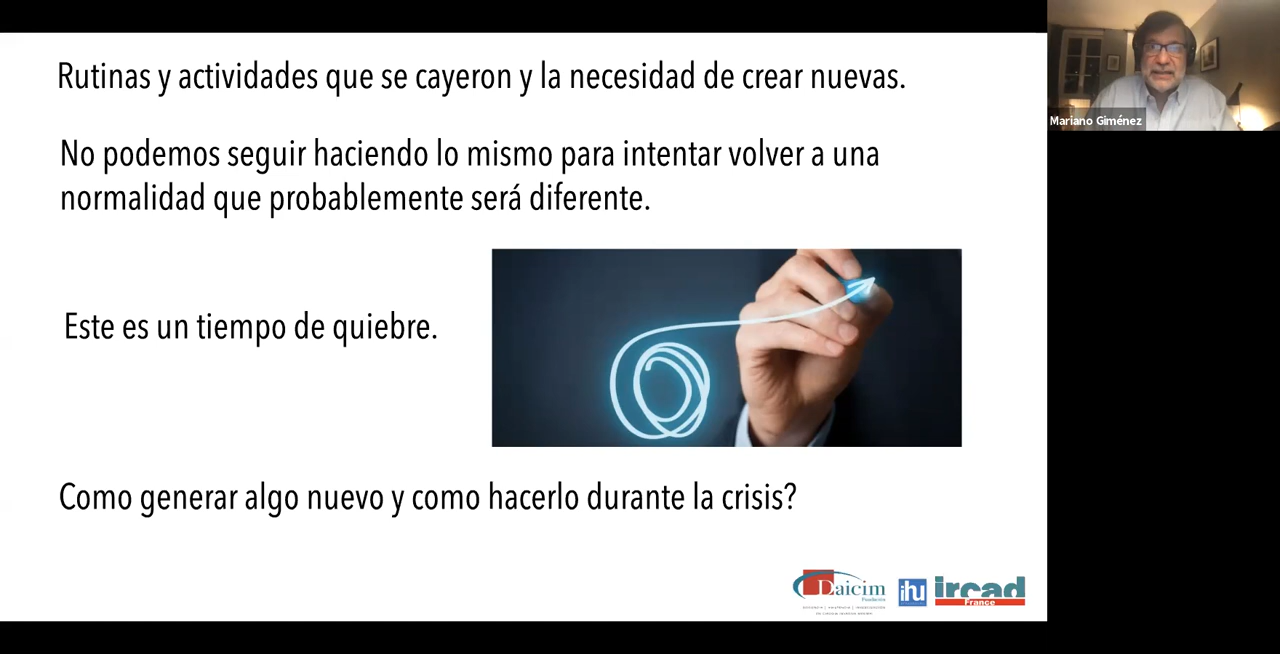 Rutinas y actividades que se cayeron y la necesidad de crear nuevas.
No podemos seguir haciendo lo mismo para intentar volver a una
normalidad que probablemente será diferente.
Este es un tiempo de quiebre.
Como generar algo nuevo y como hacerlo durante la crisis?
Mariano Giménez
Daicim
Fundación
ihu
ircad
France